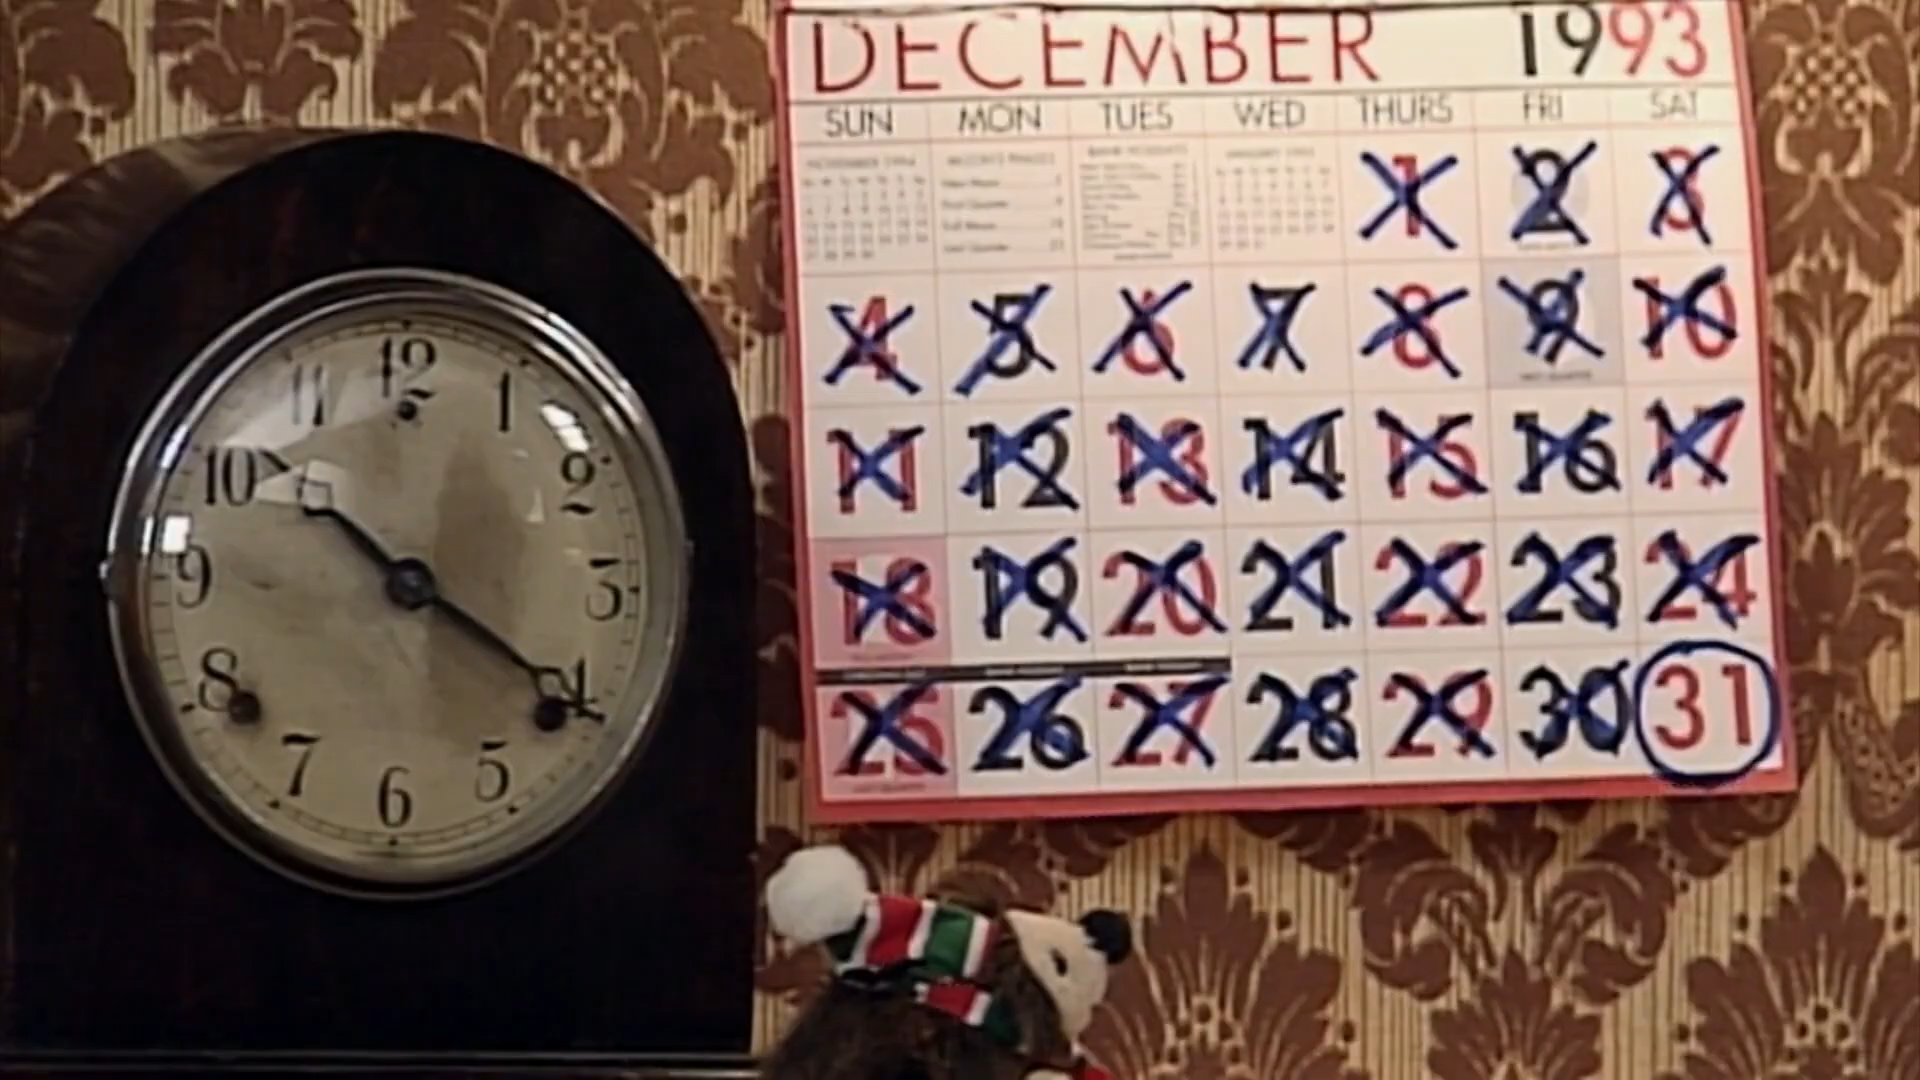 DECEMBER 1993
SUN MON TUES WED THURS FRI SAT
1 2 3
4 5 6 7 8 9 10
11 12 13 14 15 16 17
18 19 20 21 22 23 24
25 26 27 28 29 30 31
12
11 1
10 2
9 3
8 4
7 5
6